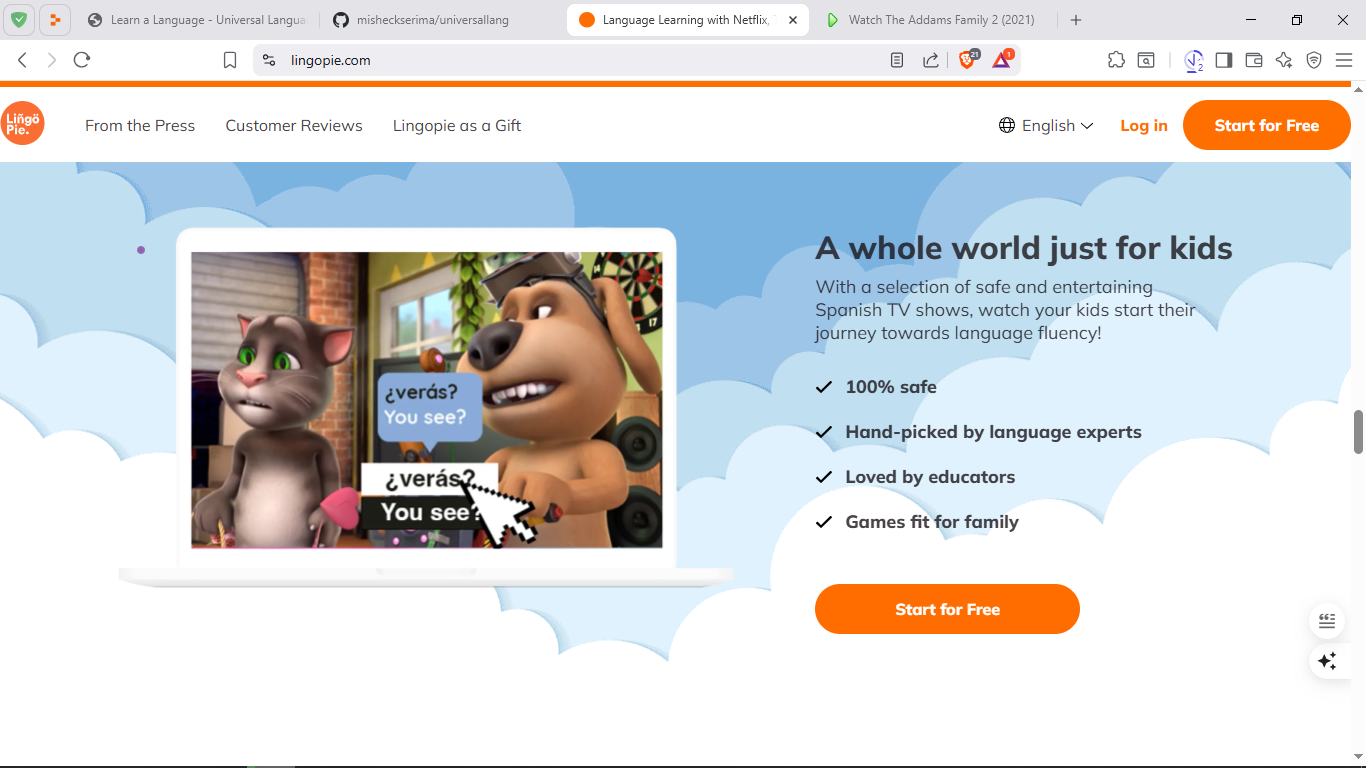 Learn a Language - Universal Langua
misheckserima/universallang
Language Learning with Netflix,
Watch The Addams Family 2 (2021)
lingopie.com
21
1
2
Liñgö
Pie.
From the Press
Customer Reviews
Lingopie as a Gift
English
Log in
Start for Free
¿verás?
You see?
¿verás?
You see?
A whole world just for kids
With a selection of safe and entertaining
Spanish TV shows, watch your kids start their
journey towards language fluency!
100% safe
Hand-picked by language experts
Loved by educators
Games fit for family
Start for Free